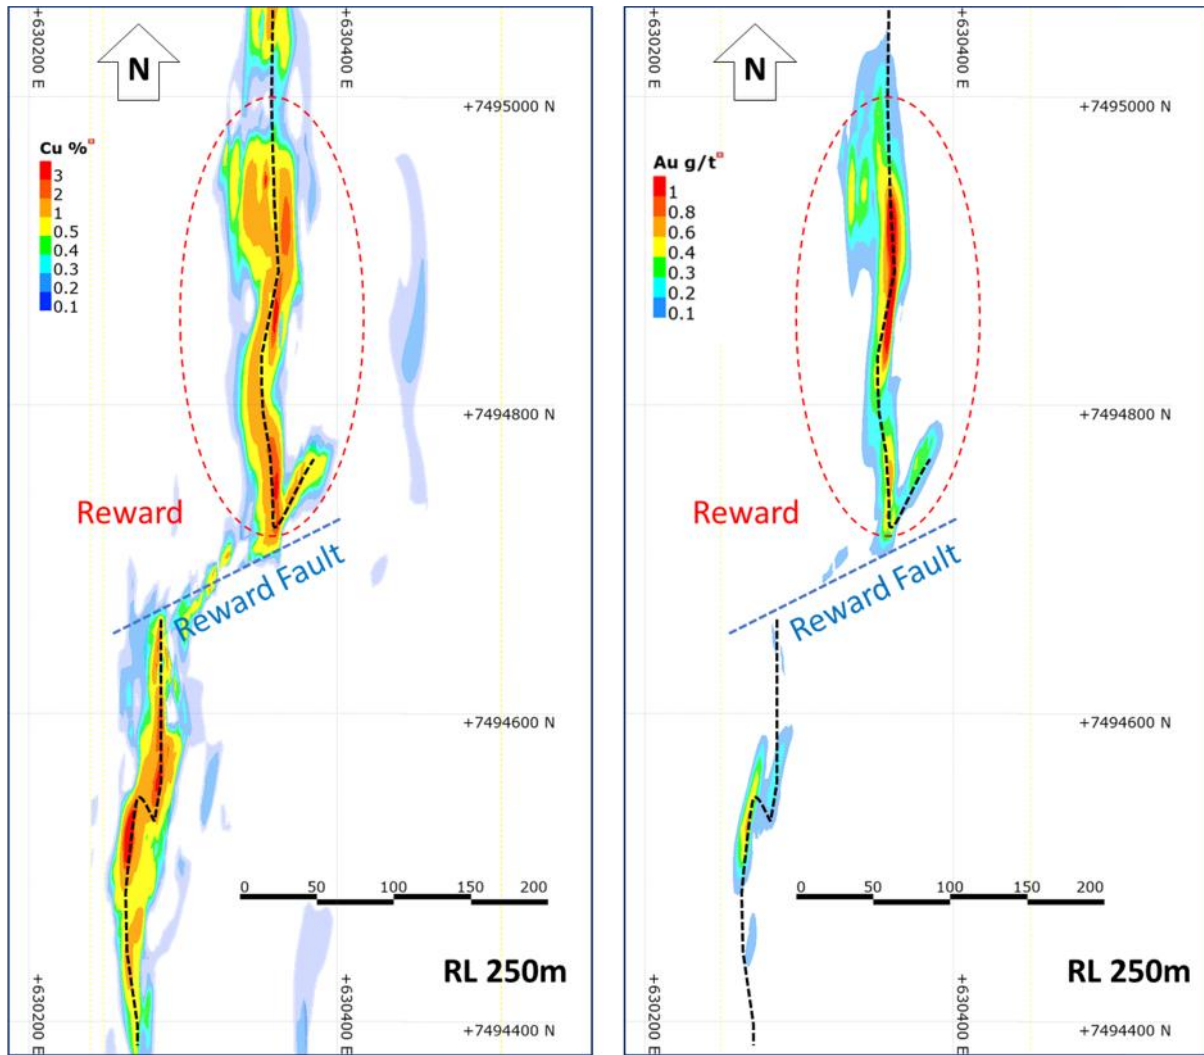 +630200 E
N
+630400 E
+7495000 N
Cu %
3
2
1
0.5
0.4
0.3
0.2
0.1
+7494800 N
Reward
Reward Fault
+7494600 N
0 50 100 150 200
RL 250m
+630200 E
+630400 E
+7494400 N
+630200 E
N
+630400 E
+7495000 N
Au g/t
1
0.8
0.6
0.4
0.3
0.2
0.1
+7494800 N
Reward
Reward Fault
+7494600 N
0 50 100 150 200
RL 250m
+630200 E
+630400 E
+7494400 N